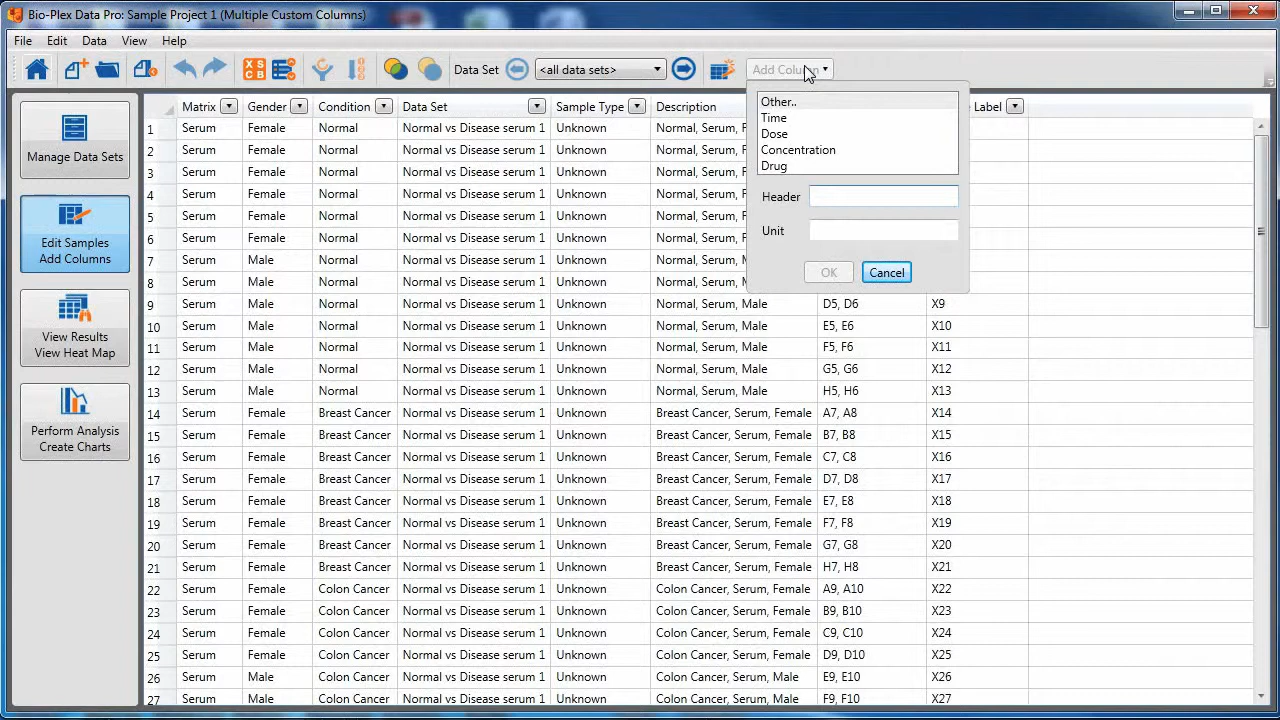 Bio-Plex Data Pro: Sample Project 1 (Multiple Custom Columns)
File Edit Data View Help
XS CB Data Set <all data sets> Add Column
Manage Data Sets
Edit Samples
Add Columns
View Results
View Heat Map
Perform Analysis
Create Charts
Matrix Gender Condition Data Set Sample Type Description Label
1 Serum Female Normal Normal vs Disease serum 1 Unknown Normal, Serum, F
2 Serum Female Normal Normal vs Disease serum 1 Unknown Normal, Serum, F
3 Serum Female Normal Normal vs Disease serum 1 Unknown Normal, Serum, F
4 Serum Female Normal Normal vs Disease serum 1 Unknown Normal, Serum, F
5 Serum Female Normal Normal vs Disease serum 1 Unknown Normal, Serum, F
6 Serum Female Normal Normal vs Disease serum 1 Unknown Normal, Serum, F
7 Serum Male Normal Normal vs Disease serum 1 Unknown Normal, Serum, M
8 Serum Male Normal Normal vs Disease serum 1 Unknown Normal, Serum, M
9 Serum Male Normal Normal vs Disease serum 1 Unknown Normal, Serum, Male D5, D6 X9
10 Serum Male Normal Normal vs Disease serum 1 Unknown Normal, Serum, Male E5, E6 X10
11 Serum Male Normal Normal vs Disease serum 1 Unknown Normal, Serum, Male F5, F6 X11
12 Serum Male Normal Normal vs Disease serum 1 Unknown Normal, Serum, Male G5, G6 X12
13 Serum Male Normal Normal vs Disease serum 1 Unknown Normal, Serum, Male H5, H6 X13
14 Serum Female Breast Cancer Normal vs Disease serum 1 Unknown Breast Cancer, Serum, Female A7, A8 X14
15 Serum Female Breast Cancer Normal vs Disease serum 1 Unknown Breast Cancer, Serum, Female B7, B8 X15
16 Serum Female Breast Cancer Normal vs Disease serum 1 Unknown Breast Cancer, Serum, Female C7, C8 X16
17 Serum Female Breast Cancer Normal vs Disease serum 1 Unknown Breast Cancer, Serum, Female D7, D8 X17
18 Serum Female Breast Cancer Normal vs Disease serum 1 Unknown Breast Cancer, Serum, Female E7, E8 X18
19 Serum Female Breast Cancer Normal vs Disease serum 1 Unknown Breast Cancer, Serum, Female F7, F8 X19
20 Serum Female Breast Cancer Normal vs Disease serum 1 Unknown Breast Cancer, Serum, Female G7, G8 X20
21 Serum Female Breast Cancer Normal vs Disease serum 1 Unknown Breast Cancer, Serum, Female H7, H8 X21
22 Serum Female Colon Cancer Normal vs Disease serum 1 Unknown Colon Cancer, Serum, Female A9, A10 X22
23 Serum Female Colon Cancer Normal vs Disease serum 1 Unknown Colon Cancer, Serum, Female B9, B10 X23
24 Serum Female Colon Cancer Normal vs Disease serum 1 Unknown Colon Cancer, Serum, Female C9, C10 X24
25 Serum Female Colon Cancer Normal vs Disease serum 1 Unknown Colon Cancer, Serum, Female D9, D10 X25
26 Serum Male Colon Cancer Normal vs Disease serum 1 Unknown Colon Cancer, Serum, Male E9, E10 X26
27 Serum Male Colon Cancer Normal vs Disease serum 1 Unknown Colon Cancer, Serum, Male F9, F10 X27
Other..
Time
Dose
Concentration
Drug
Header
Unit
OK Cancel